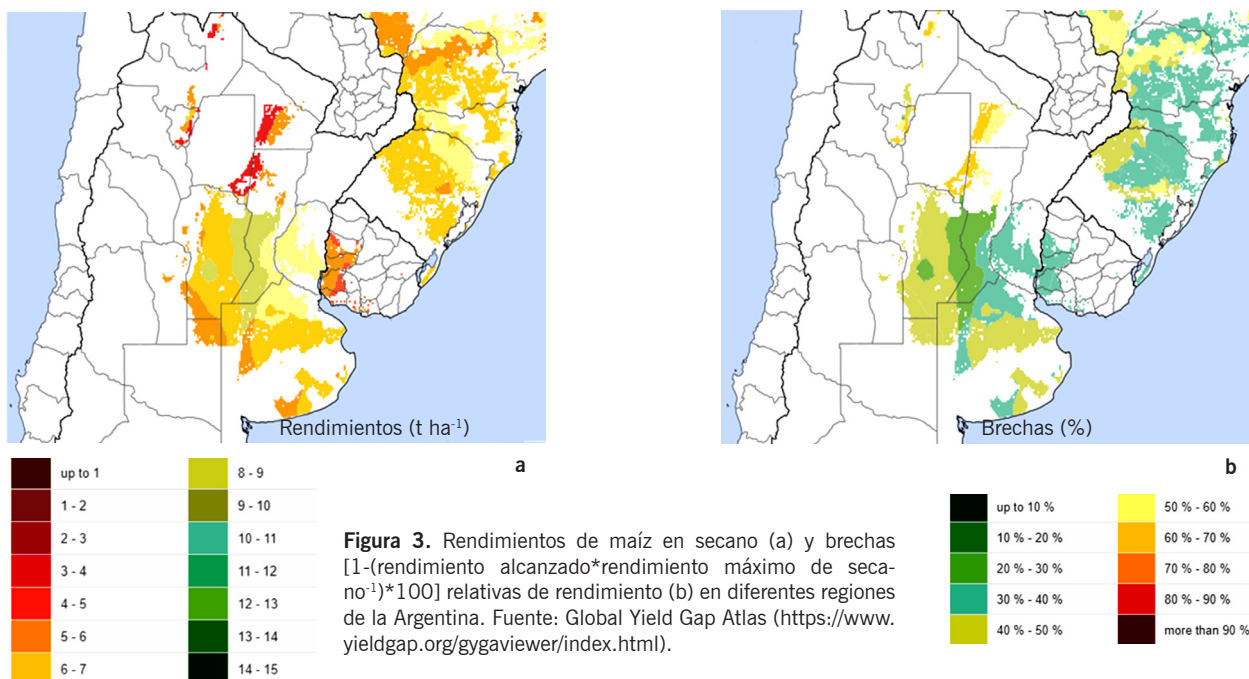 Rendimientos (t ha-1)
a
Brechas (%)
b
up to 1
1 - 2
2 - 3
3 - 4
4 - 5
5 - 6
6 - 7
8 - 9
9 - 10
10 - 11
11 - 12
12 - 13
13 - 14
14 - 15
Figura 3. Rendimientos de maíz en secano (a) y brechas
[1-(rendimiento alcanzado*rendimiento máximo de seca-
no-1)*100] relativas de rendimiento (b) en diferentes regiones
de la Argentina. Fuente: Global Yield Gap Atlas (https://www.
yieldgap.org/gygaviewer/index.html).
up to 10 %
10 % - 20 %
20 % - 30 %
30 % - 40 %
40 % - 50 %
50 % - 60 %
60 % - 70 %
70 % - 80 %
80 % - 90 %
more than 90 %